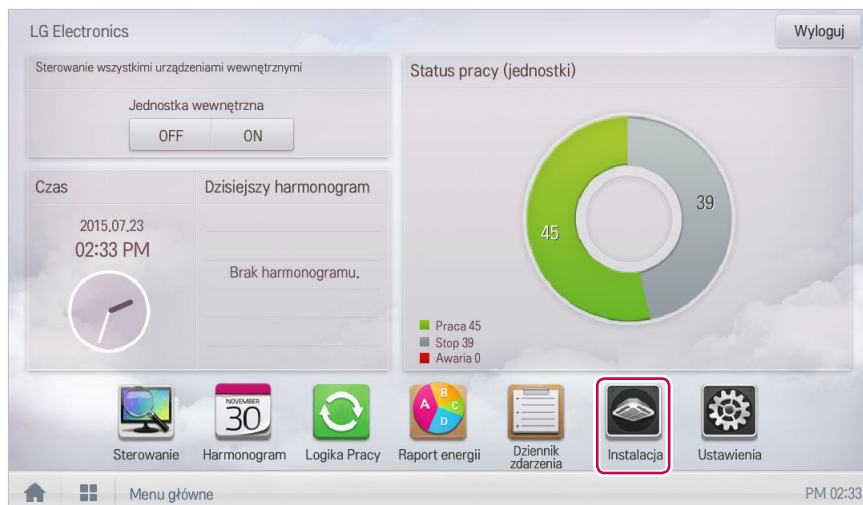 LG Electronics
Wyloguj
Sterowanie wszystkimi urządzeniami wewnętrznymi
Jednostka wewnętrzna
OFF ON
Status pracy (jednostki)
45
39
Praca 45
Stop 39
Awaria 0
Czas
2015.07.23
02:33 PM
Dzisiejszy harmonogram
Brak harmonogramu.
Sterowanie
NOVEMBER
30
Harmonogram
Logika Pracy
A B C D
Raport energii
Dziennik
zdarzenia
Instalacja
Ustawienia
Menu główne
PM 02:33